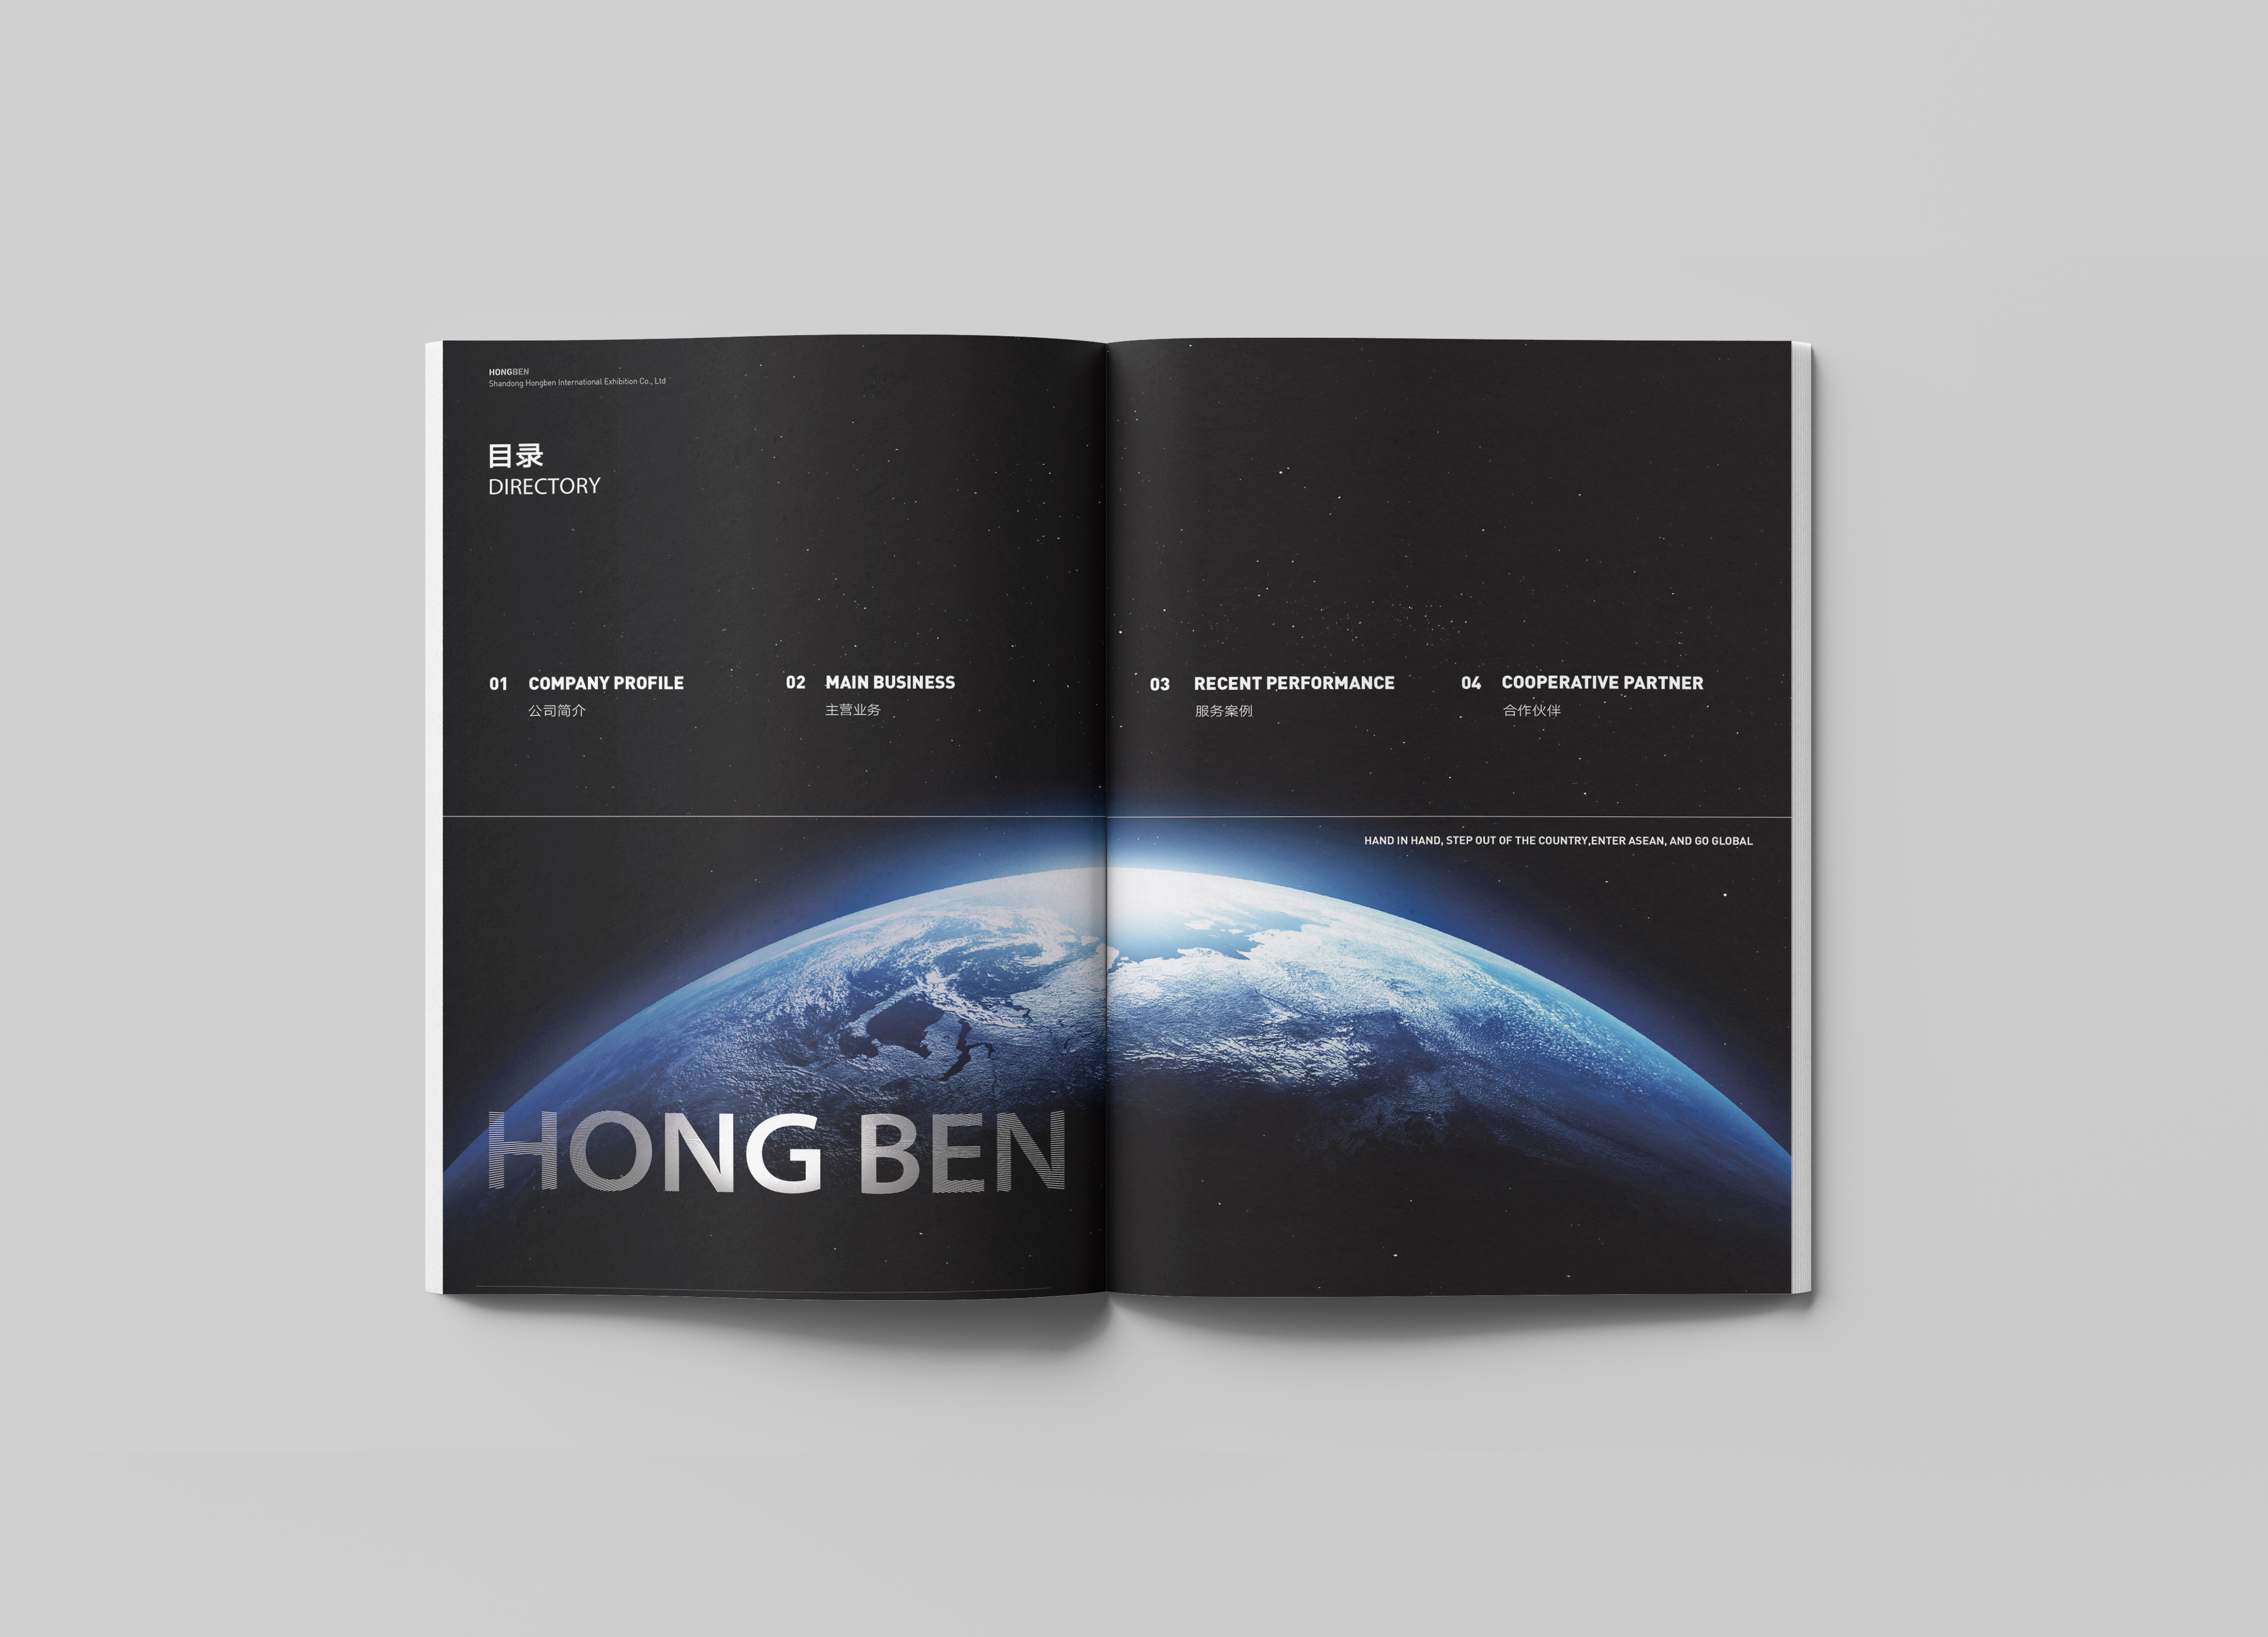 HONGBEN
Shandong Hongben International Exhibition Co., Ltd
目录
DIRECTORY
01 COMPANY PROFILE
公司简介
02 MAIN BUSINESS
主营业务
03 RECENT PERFORMANCE
服务案例
04 COOPERATIVE PARTNER
合作伙伴
HAND IN HAND, STEP OUT OF THE COUNTRY,ENTER ASEAN, AND GO GLOBAL
HONG BEN